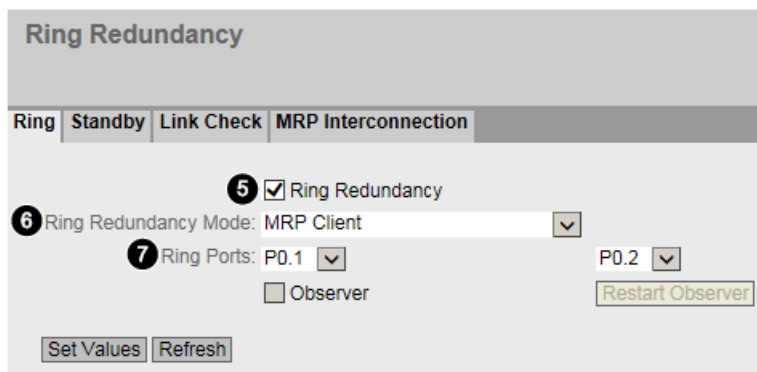 Ring Redundancy
Ring Standby Link Check MRP Interconnection
5 Ring Redundancy
6 Ring Redundancy Mode: MRP Client
7 Ring Ports: P0.1 P0.2
Observer Restart Observer
Set Values Refresh